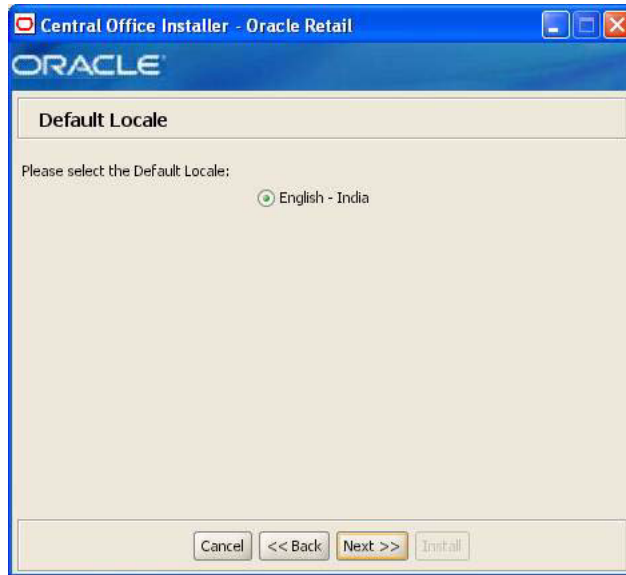 Central Office Installer - Oracle Retail
ORACLE
Default Locale
Please select the Default Locale:
English - India
Cancel << Back Next >> Install